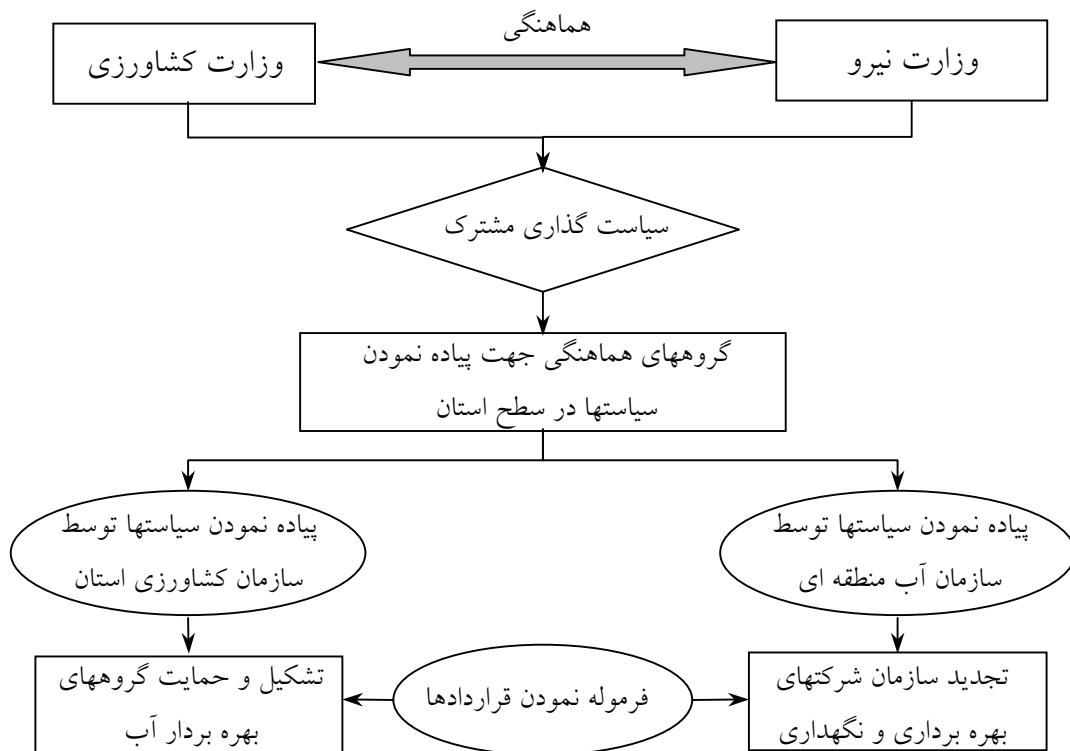 هماهنگی
وزارت نیرو
وزارت کشاورزی
سیاست گذاری مشترک
گروههای هماهنگی جهت پیاده نمودن
سیاستها در سطح استان
پیاده نمودن سیاستها توسط
سازمان آب منطقه ای
پیاده نمودن سیاستها توسط
سازمان کشاورزی استان
تجدید سازمان شرکتهای
بهره برداری و نگهداری
فرموله نمودن قراردادها
تشکیل و حمایت گروههای
بهره بردار آب